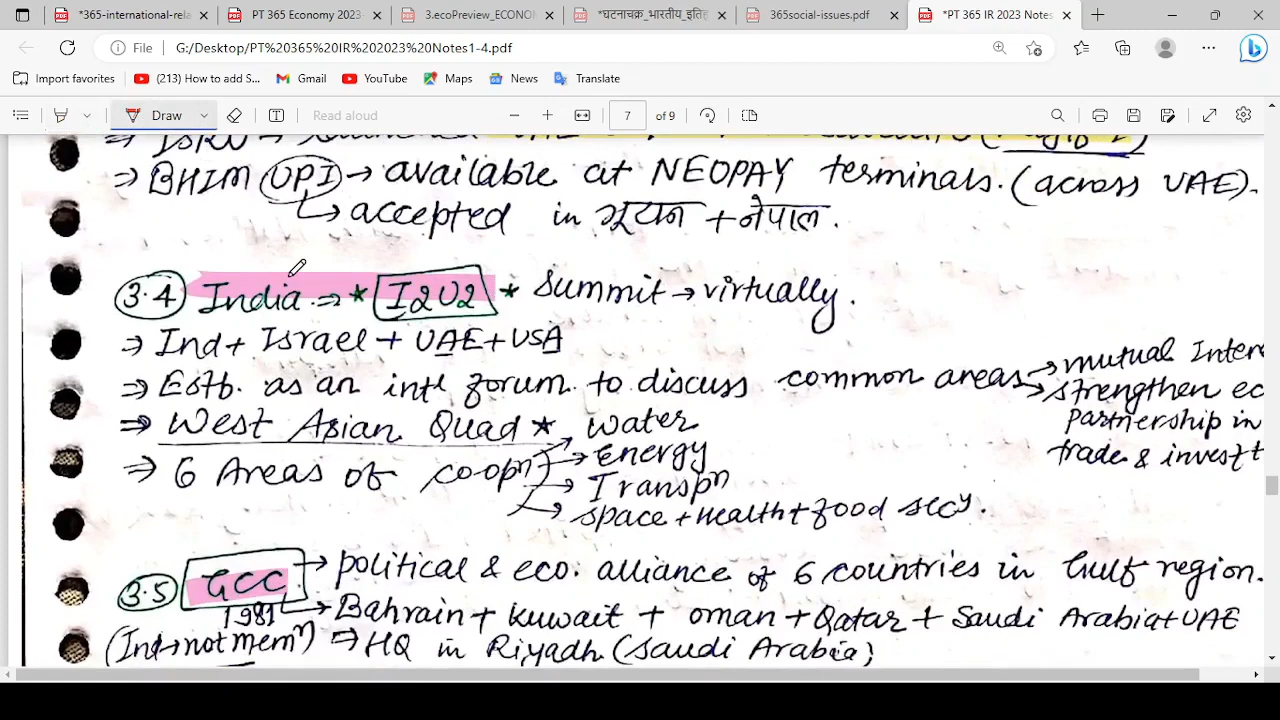 *365-international-rela
PT 365 Economy 2023-
3.ecoPreview_ECONO
*घटनाचक्र_भारतीय_इतिह
365social-issues.pdf
*PT 365 IR 2023 Notes
File
G:/Desktop/PT%20365%20IR%202023%20Notes1-4.pdf
Import favorites
(213) How to add S...
Gmail
YouTube
Maps
News
Translate
Draw
Read aloud
7
of 9
⇒ BHIM UPI → available at NEOPAY terminals. (across UAE).
↳ accepted in भूटान + नेपाल.
3.4 India ⇒ * I2U2 * Summit → virtually.
⇒ Ind + Israel + UAE + USA
⇒ Estb. as an intl forum to discuss common areas → mutual Inter
→ strengthen ec
partnership in
trade & invest
⇒ West Asian Quad * water
⇒ 6 Areas of co-opn → energy
→ Transpn
→ space + Health + food secy.
3.5 GCC → political & eco. alliance of 6 countries in Gulf region.
1981 → Bahrain + Kuwait + Oman + Qatar + Saudi Arabia + UAE
(Ind → not mem) ⇒ HQ in Riyadh (Saudi Arabia)